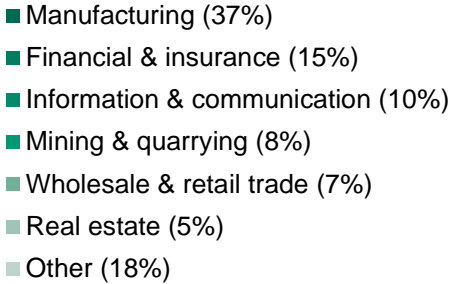 Manufacturing (37%)
Financial & insurance (15%)
Information & communication (10%)
Mining & quarrying (8%)
Wholesale & retail trade (7%)
Real estate (5%)
Other (18%)